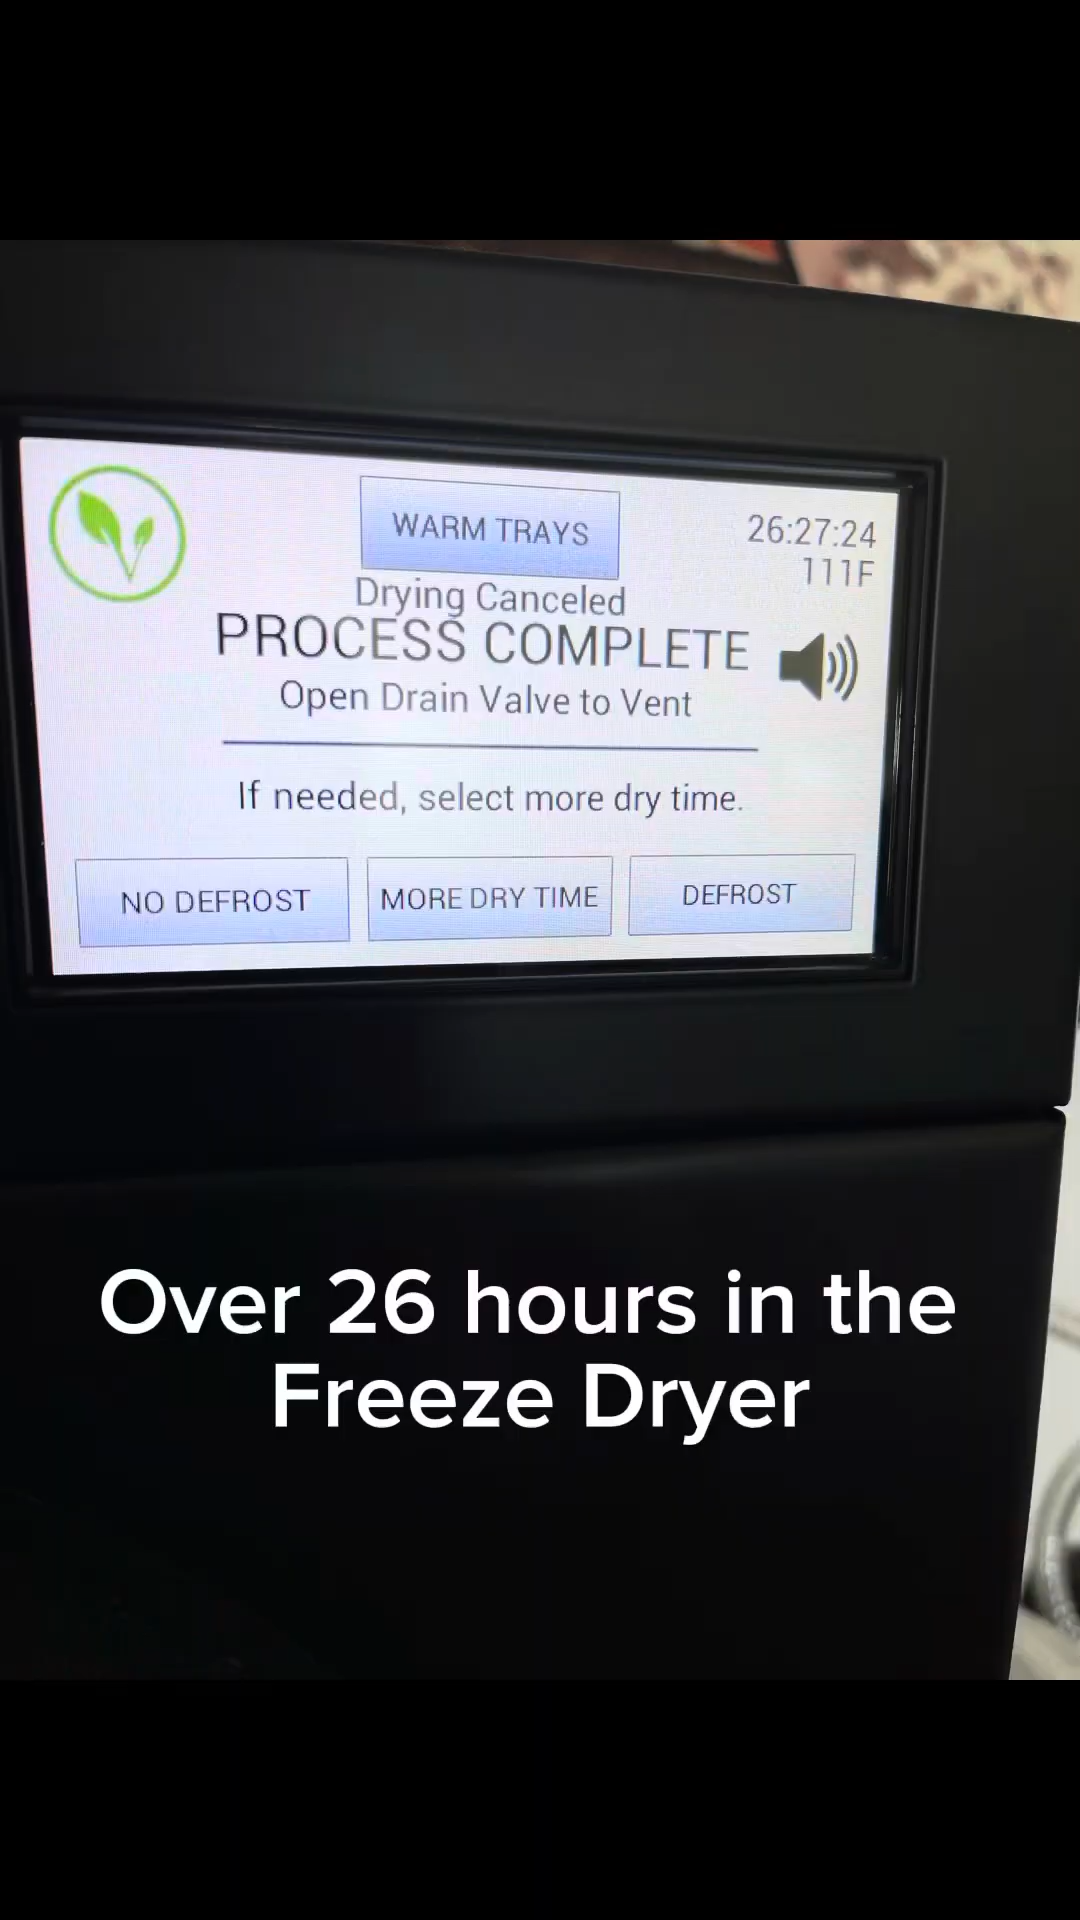 WARM TRAYS
26:27:24
111F
Drying Canceled
PROCESS COMPLETE
Open Drain Valve to Vent
If needed, select more dry time.
NO DEFROST
MORE DRY TIME
DEFROST
Over 26 hours in the
Freeze Dryer